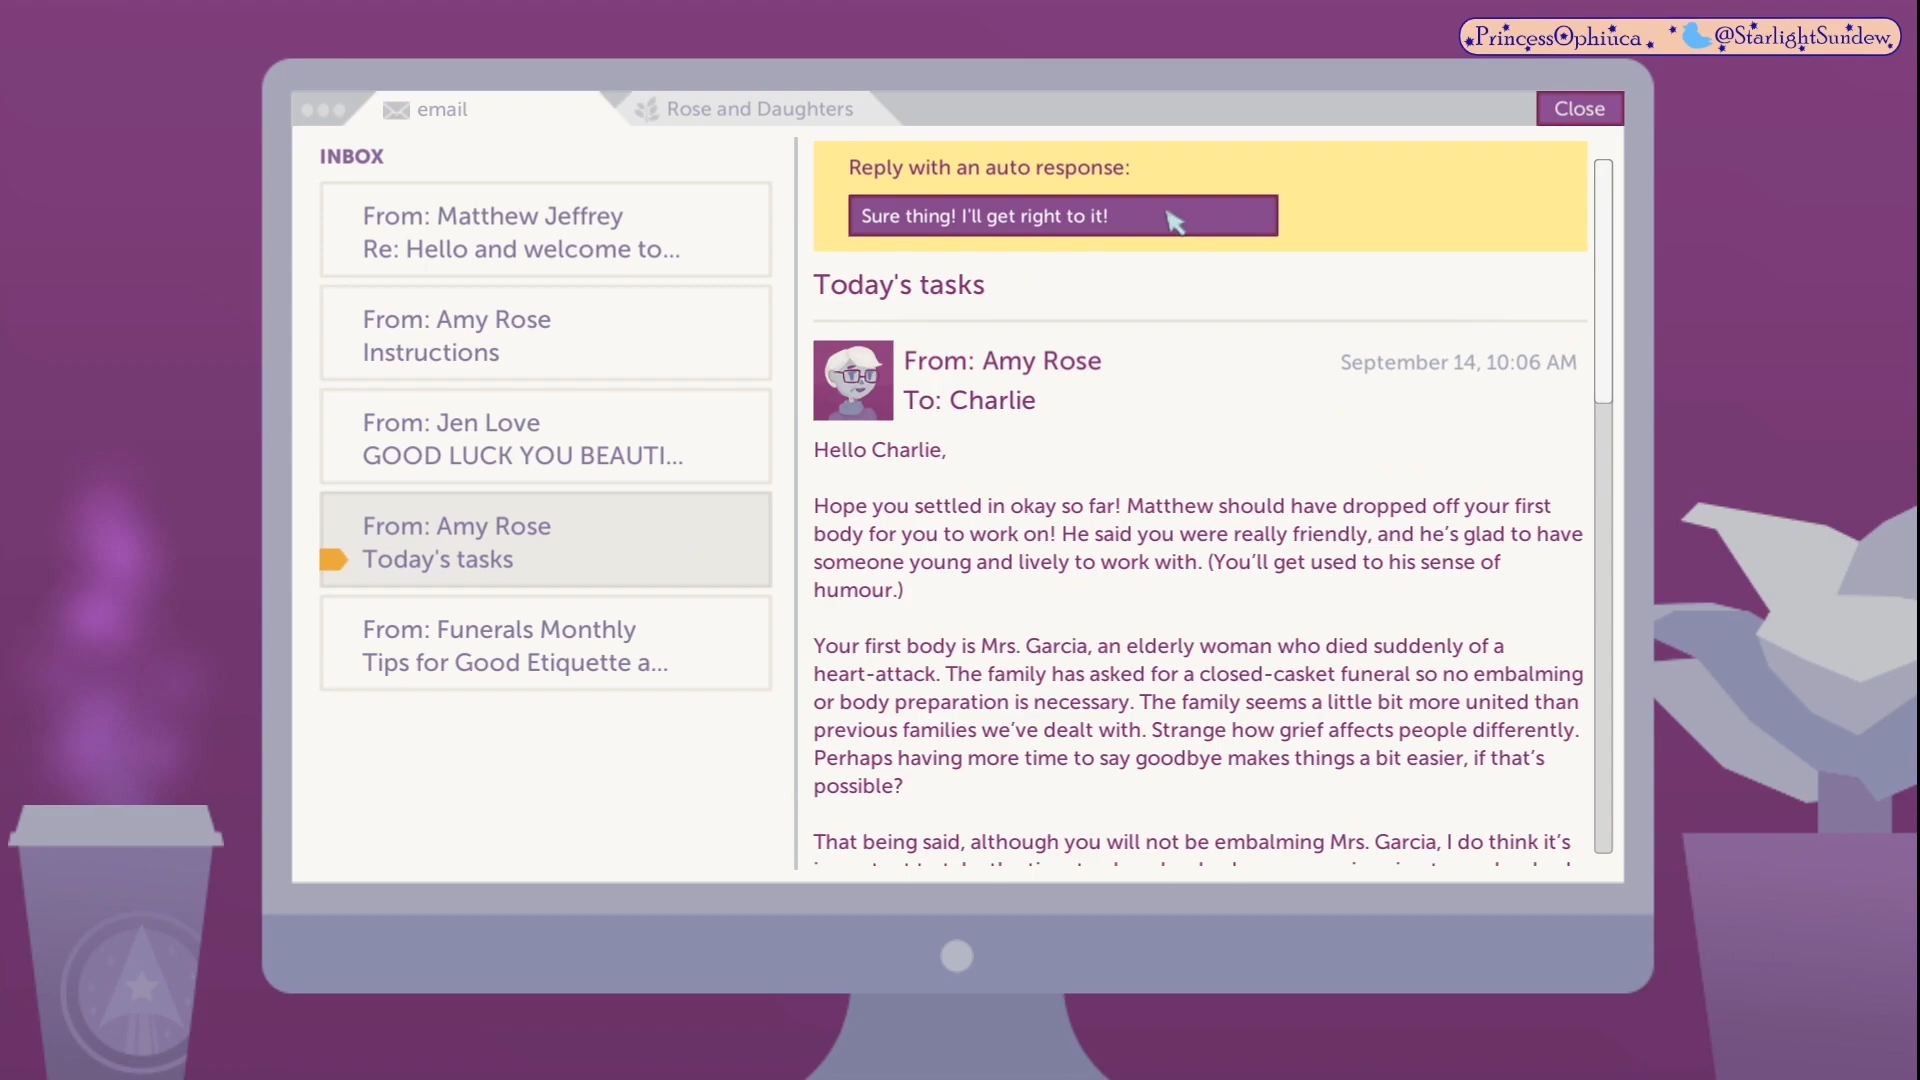 PrincessOphiuca @StarlightSundew
email
Rose and Daughters
Close
INBOX
From: Matthew Jeffrey
Re: Hello and welcome to...
From: Amy Rose
Instructions
From: Jen Love
GOOD LUCK YOU BEAUTI...
From: Amy Rose
Today's tasks
From: Funerals Monthly
Tips for Good Etiquette a...
Reply with an auto response:
Sure thing! I'll get right to it!
Today's tasks
From: Amy Rose
September 14, 10:06 AM
To: Charlie
Hello Charlie,
Hope you settled in okay so far! Matthew should have dropped off your first
body for you to work on! He said you were really friendly, and he’s glad to have
someone young and lively to work with. (You’ll get used to his sense of
humour.)
Your first body is Mrs. Garcia, an elderly woman who died suddenly of a
heart-attack. The family has asked for a closed-casket funeral so no embalming
or body preparation is necessary. The family seems a little bit more united than
previous families we’ve dealt with. Strange how grief affects people differently.
Perhaps having more time to say goodbye makes things a bit easier, if that’s
possible?
That being said, although you will not be embalming Mrs. Garcia, I do think it’s